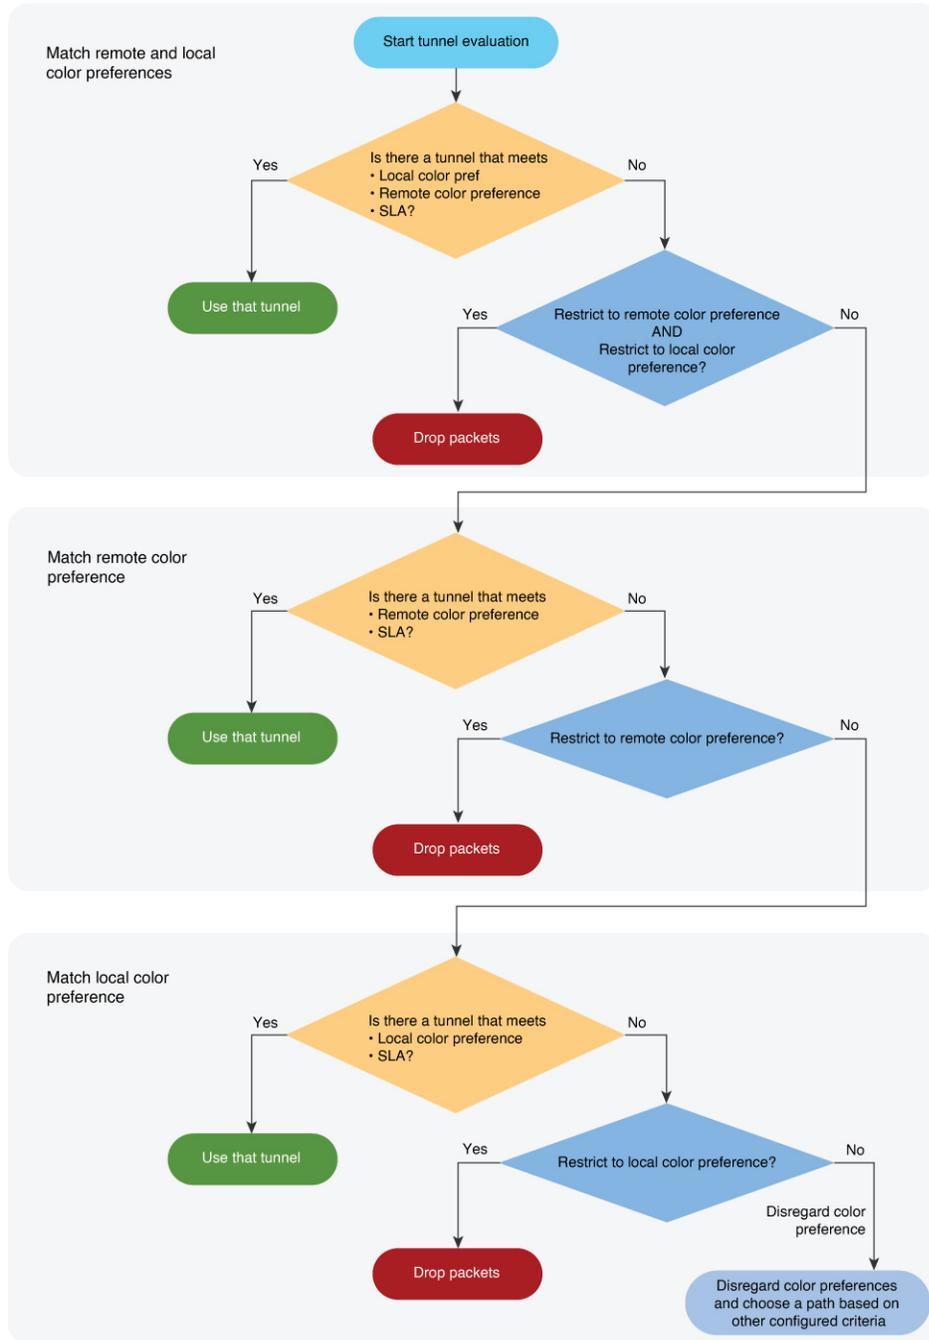 Match remote and local
color preferences
Start tunnel evaluation
Yes
Is there a tunnel that meets
• Local color pref
• Remote color preference
• SLA?
No
Use that tunnel
Yes
Restrict to remote color preference
AND
Restrict to local color
preference?
No
Drop packets
Match remote color
preference
Yes
Is there a tunnel that meets
• Remote color preference
• SLA?
No
Use that tunnel
Yes
Restrict to remote color preference?
No
Drop packets
Match local color
preference
Yes
Is there a tunnel that meets
• Local color preference
• SLA?
No
Use that tunnel
Yes
Restrict to local color preference?
No
Disregard color
preference
Drop packets
Disregard color preferences
and choose a path based on
other configured criteria